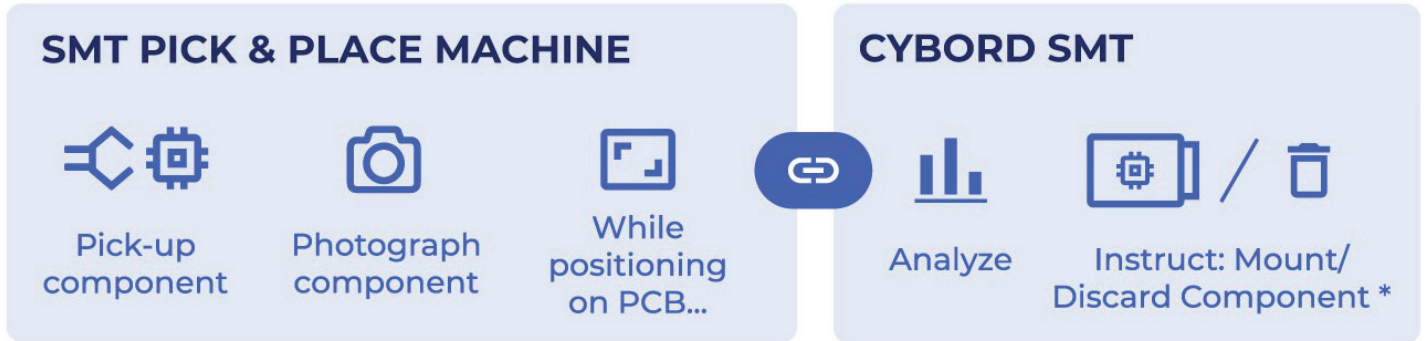 SMT PICK & PLACE MACHINE
Pick-up
component
Photograph
component
While
positioning
on PCB...
CYBORD SMT
Analyze
Instruct: Mount/
Discard Component *